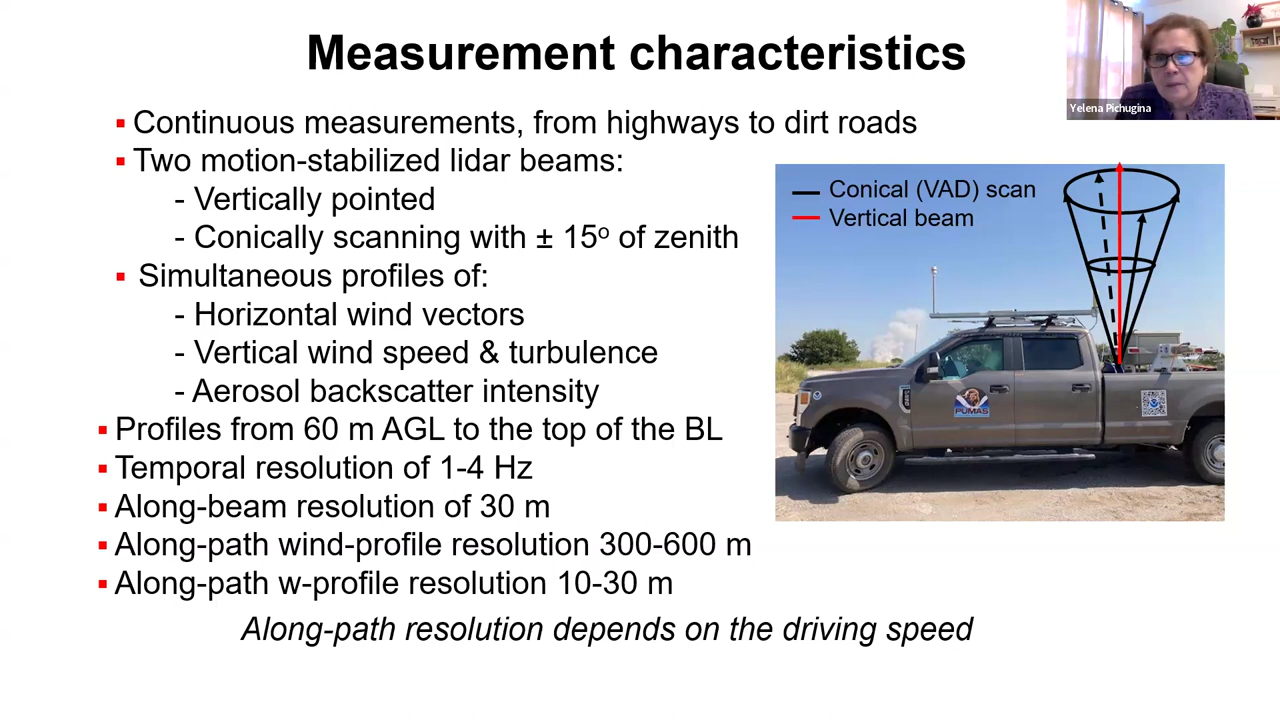 Measurement characteristics
Yelena Pichugina
▪ Continuous measurements, from highways to dirt roads
▪ Two motion-stabilized lidar beams:
- Vertically pointed
- Conically scanning with ± 15º of zenith
▪ Simultaneous profiles of:
- Horizontal wind vectors
- Vertical wind speed & turbulence
- Aerosol backscatter intensity
▪ Profiles from 60 m AGL to the top of the BL
▪ Temporal resolution of 1-4 Hz
▪ Along-beam resolution of 30 m
▪ Along-path wind-profile resolution 300-600 m
▪ Along-path w-profile resolution 10-30 m
Along-path resolution depends on the driving speed
Conical (VAD) scan
Vertical beam
PUMAS